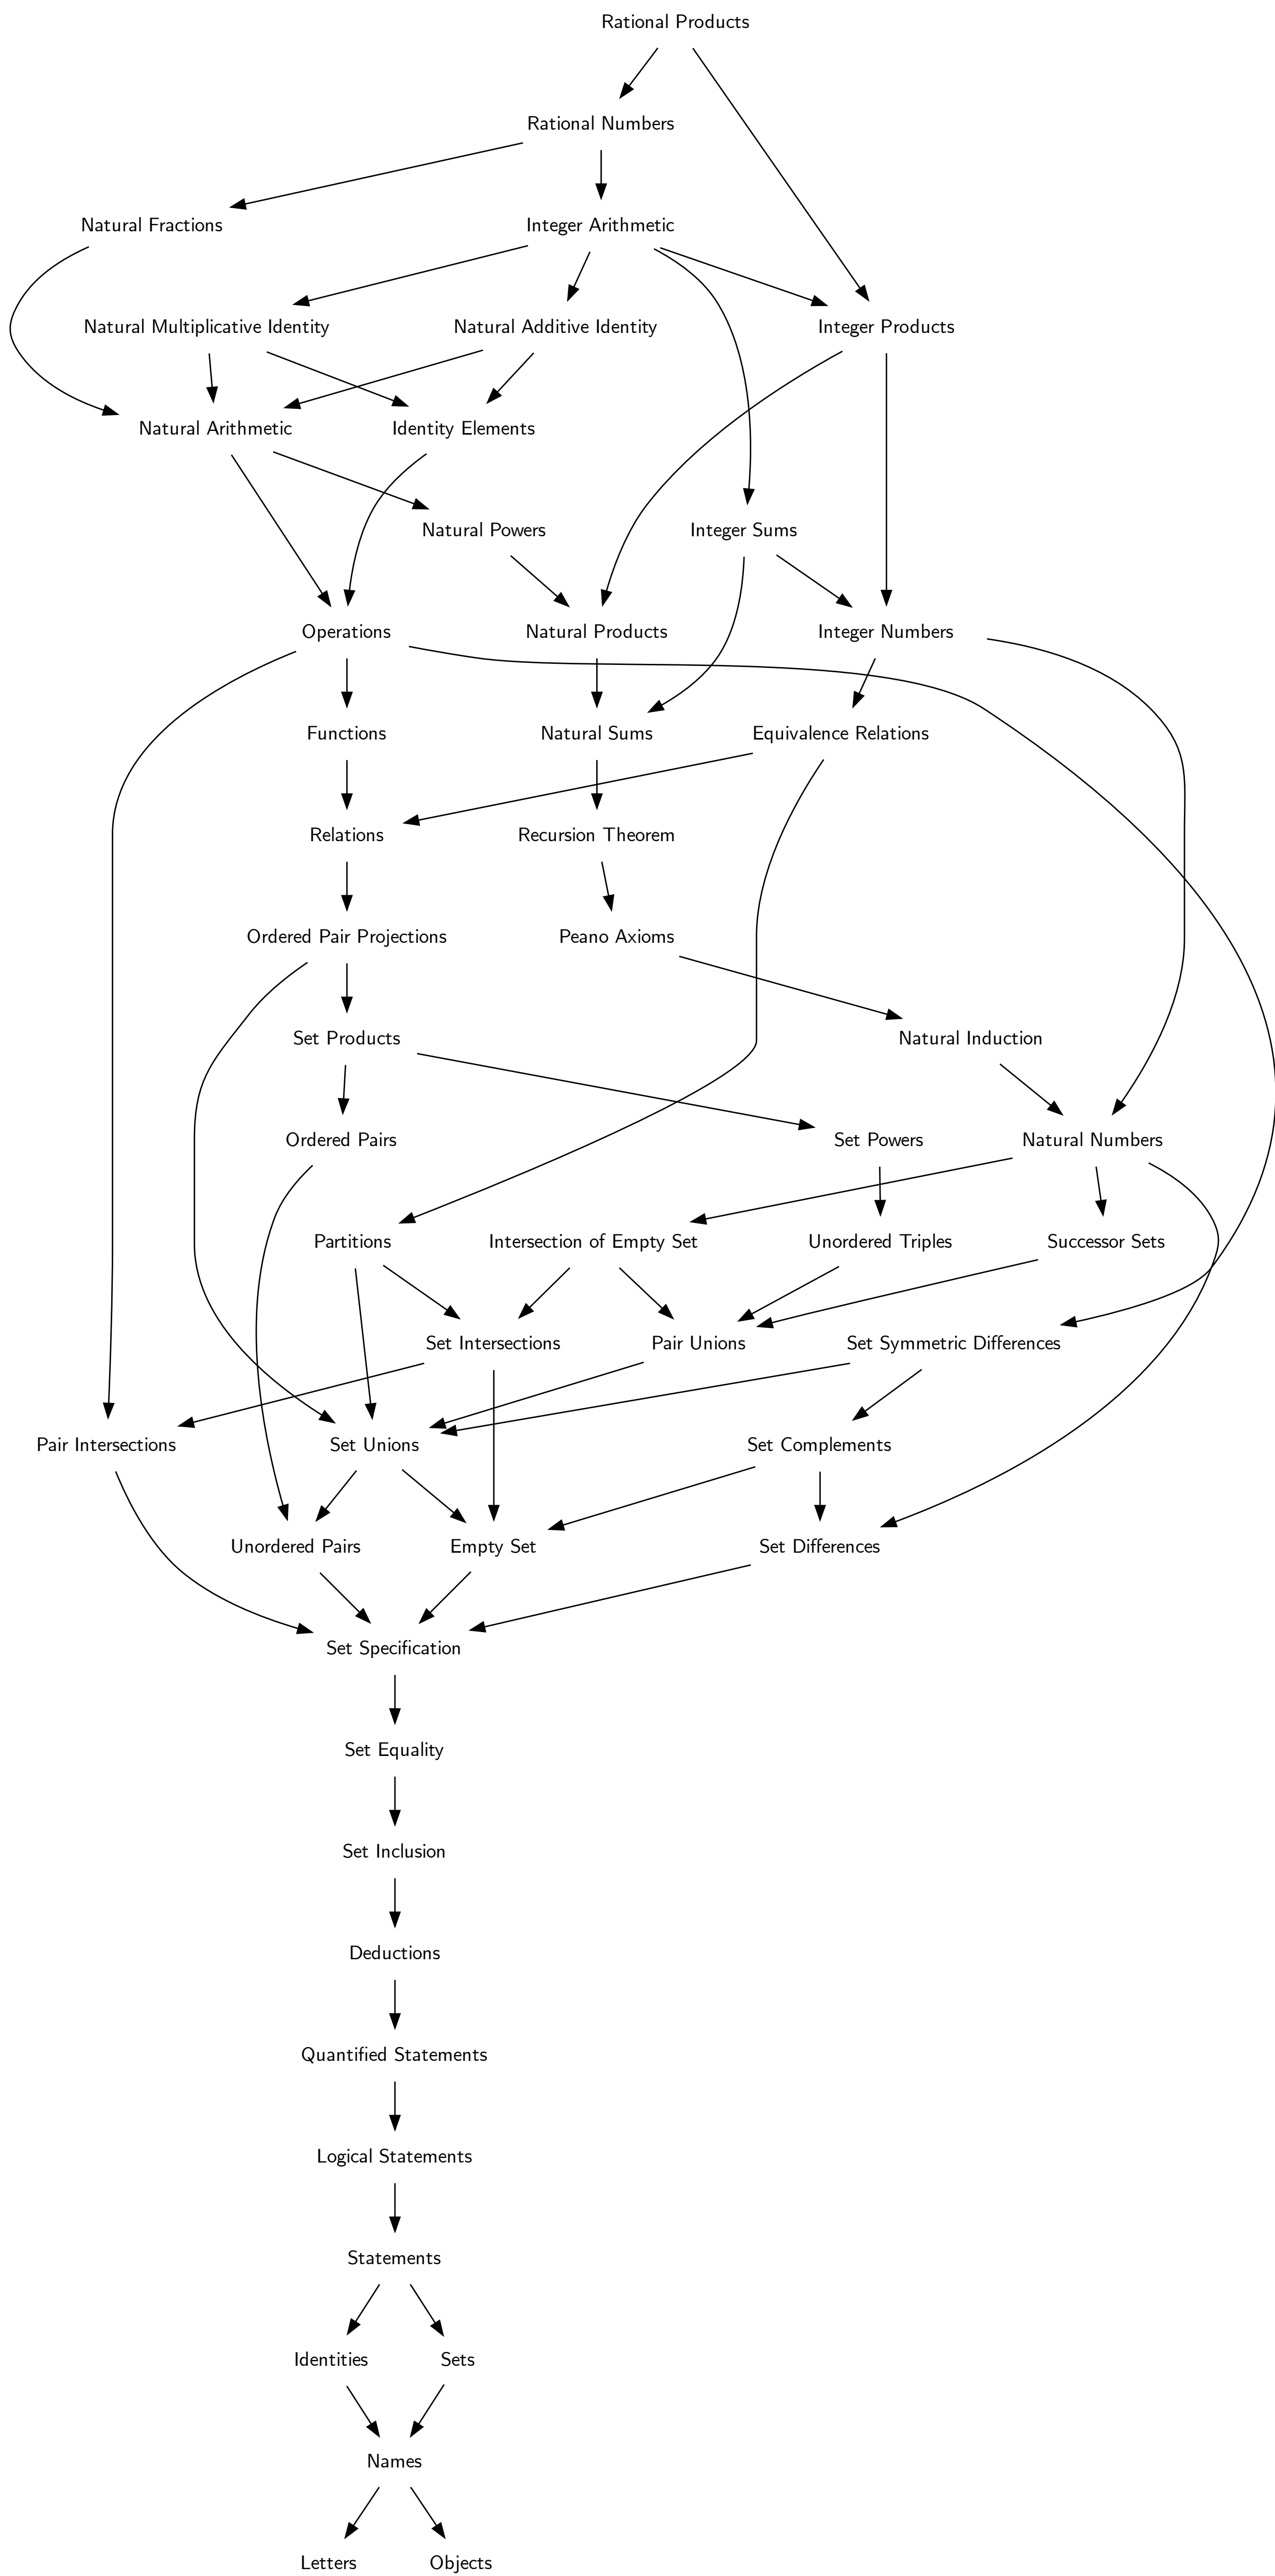 Rational Products
Rational Numbers
Natural Fractions
Integer Arithmetic
Natural Multiplicative Identity
Natural Additive Identity
Integer Products
Natural Arithmetic
Identity Elements
Natural Powers
Integer Sums
Operations
Natural Products
Integer Numbers
Functions
Natural Sums
Equivalence Relations
Relations
Recursion Theorem
Ordered Pair Projections
Peano Axioms
Set Products
Natural Induction
Ordered Pairs
Set Powers
Natural Numbers
Partitions
Intersection of Empty Set
Unordered Triples
Successor Sets
Set Intersections
Pair Unions
Set Symmetric Differences
Pair Intersections
Set Unions
Set Complements
Unordered Pairs
Empty Set
Set Differences
Set Specification
Set Equality
Set Inclusion
Deductions
Quantified Statements
Logical Statements
Statements
Identities
Sets
Names
Letters
Objects